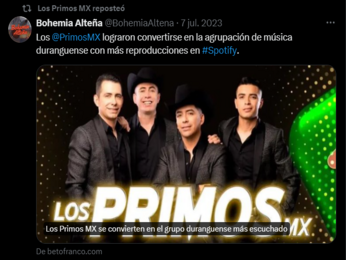 Los Primos MX reposteó
Bohemia Alteña @BohemiaAltena · 7 jul. 2023
Los @PrimosMX lograron convertirse en la agrupación de música
duranguense con más reproducciones en #Spotify.
LOS PRIMOS MX
Los Primos MX se convierten en el grupo duranguense más escuchado
De betofranco.com